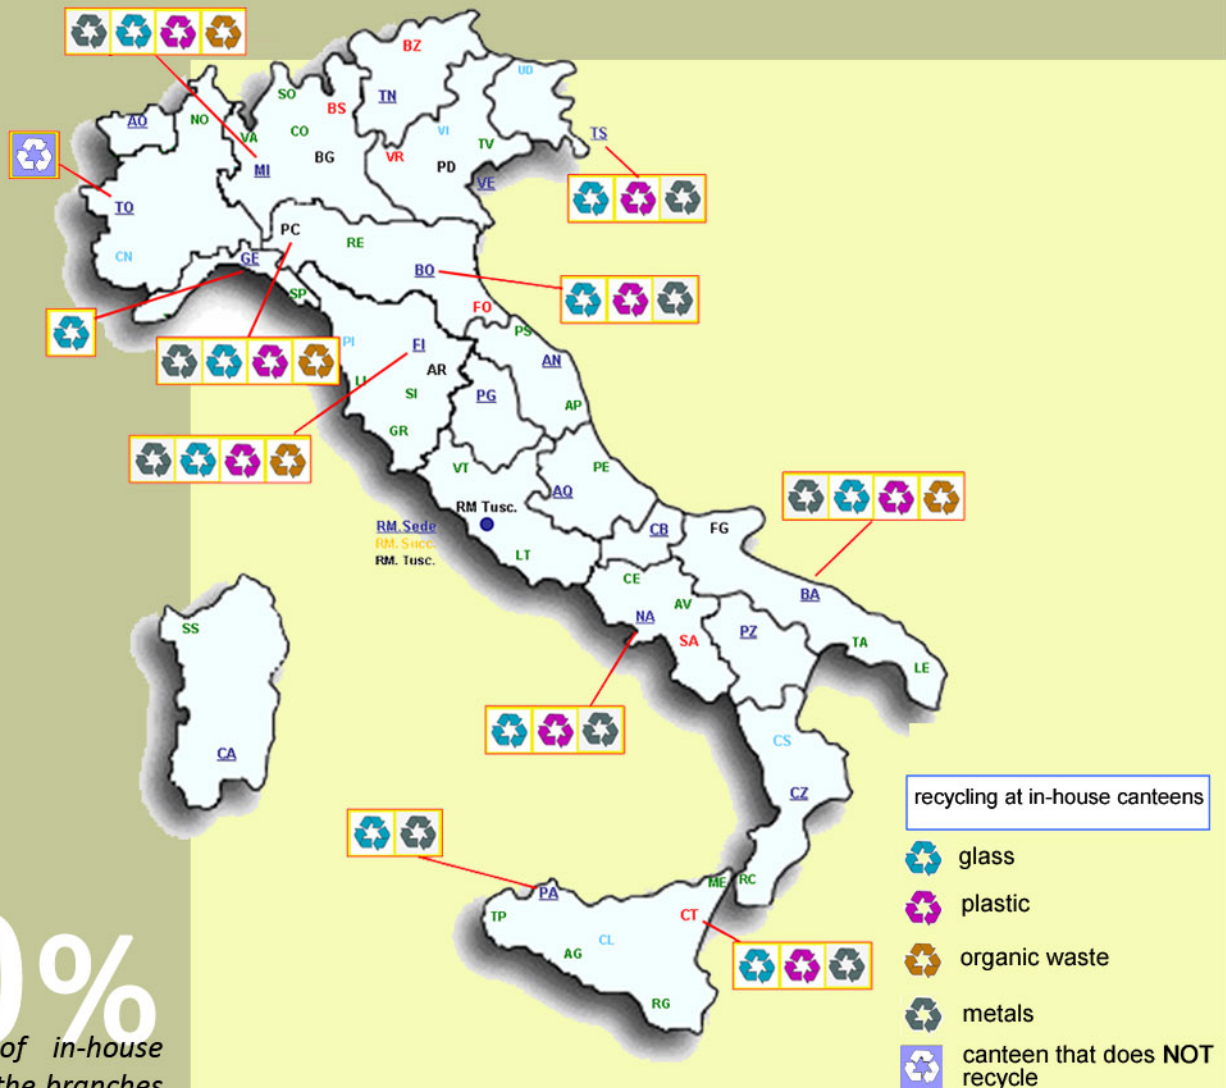 BZ
UD
TN
SO
BS
AO
NO
CO
VI
TS
VA
TV
BG
VR
PD
MI
VE
TO
PC
RE
CN
GE
BO
SP
FO
PS
PI
FI
AN
AR
LI
SI
PG
AP
GR
VT
PE
AQ
RM Tusc.
RM. Sede
CB
FG
RM. Succ.
LT
RM. Tusc.
CE
BA
AV
NA
SS
PZ
SA
TA
LE
CS
CA
CZ
recycling at in-house canteens
glass
ME
RC
PA
plastic
TP
CT
CL
AG
organic waste
RG
metals
canteen that does NOT
recycle
0%
of in-house
the branches